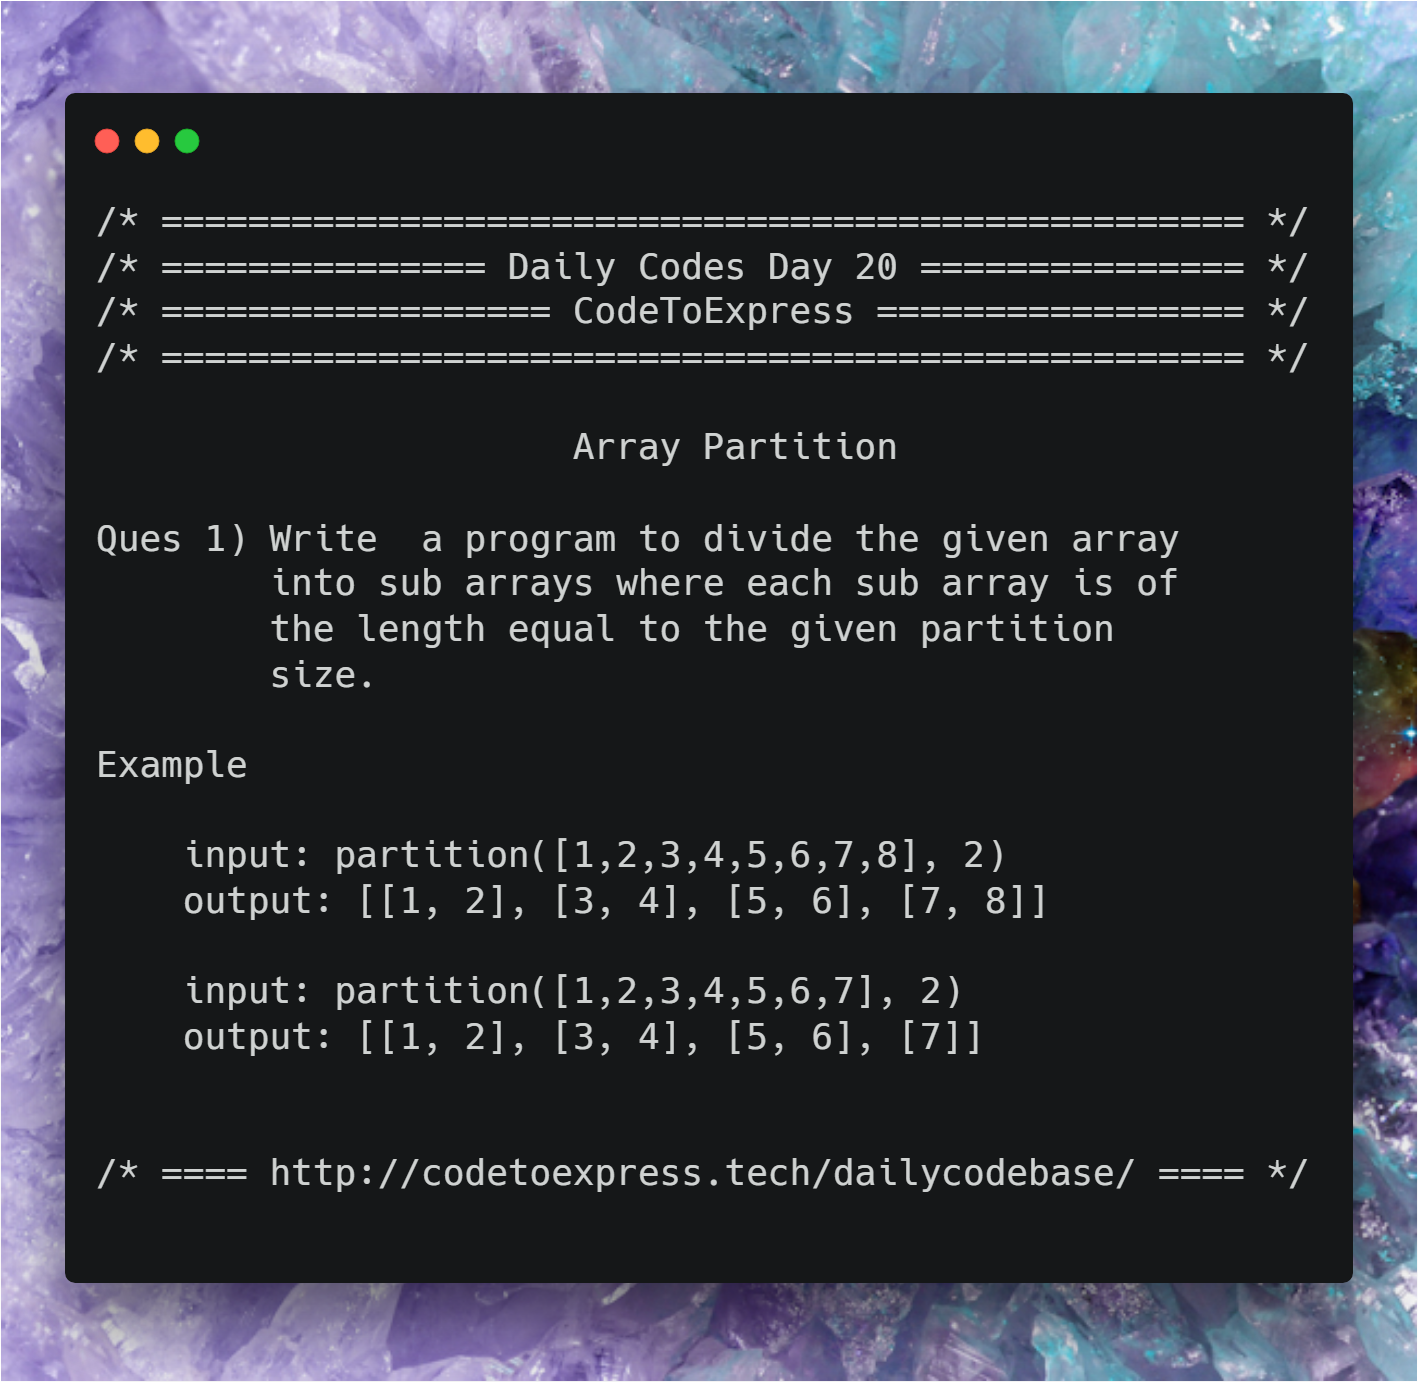 /* ================================================== */
/* =============== Daily Codes Day 20 =============== */
/* ================== CodeToExpress ================= */
/* ================================================== */
Array Partition
Ques 1) Write  a program to divide the given array
into sub arrays where each sub array is of
the length equal to the given partition
size.
Example
input: partition([1,2,3,4,5,6,7,8], 2)
output: [[1, 2], [3, 4], [5, 6], [7, 8]]
input: partition([1,2,3,4,5,6,7], 2)
output: [[1, 2], [3, 4], [5, 6], [7]]
/* ==== http://codetoexpress.tech/dailycodebase/ ==== */